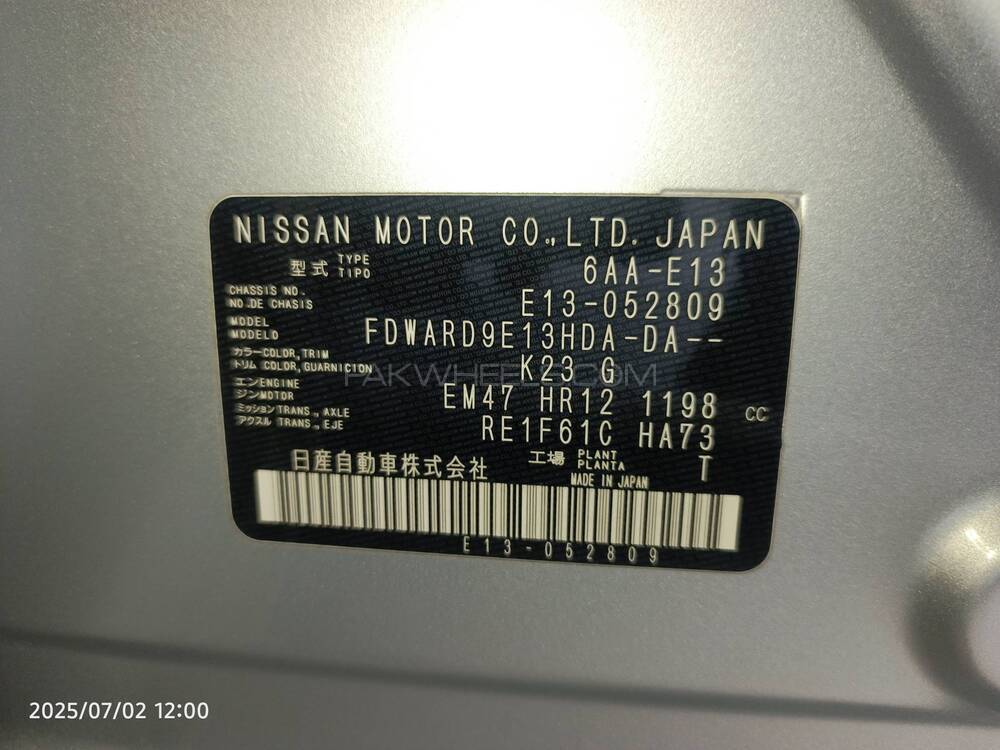 NISSAN MOTOR CO.,LTD. JAPAN
型式 TYPE TIPO 6AA-E13
CHASSIS NO. NO.DE CHASIS E13-052809
MODEL MODELO FDWARD9E13HDA-DA--
カラー COLOR,TRIM トリム COLOR,GUARNICION K23 G
エンジン ENGINE MOTOR EM47 HR12 1198 CC
ミッション TRANS., AXLE アクスル TRANS., EJE RE1F61C HA73
工場 PLANT PLANTA T
日産自動車株式会社 MADE IN JAPAN
E13-052809
PAKWHEELS.COM
2025/07/02 12:00